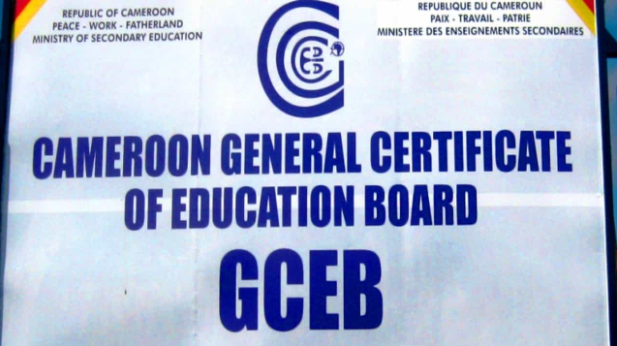 REPUBLIC OF CAMEROON
PEACE - WORK - FATHERLAND
MINISTRY OF SECONDARY EDUCATION
REPUBLIQUE DU CAMEROUN
PAIX - TRAVAIL - PATRIE
MINISTERE DES ENSEIGNEMENTS SECONDAIRES
CAMEROON GENERAL CERTIFICATE
OF EDUCATION BOARD
GCEB